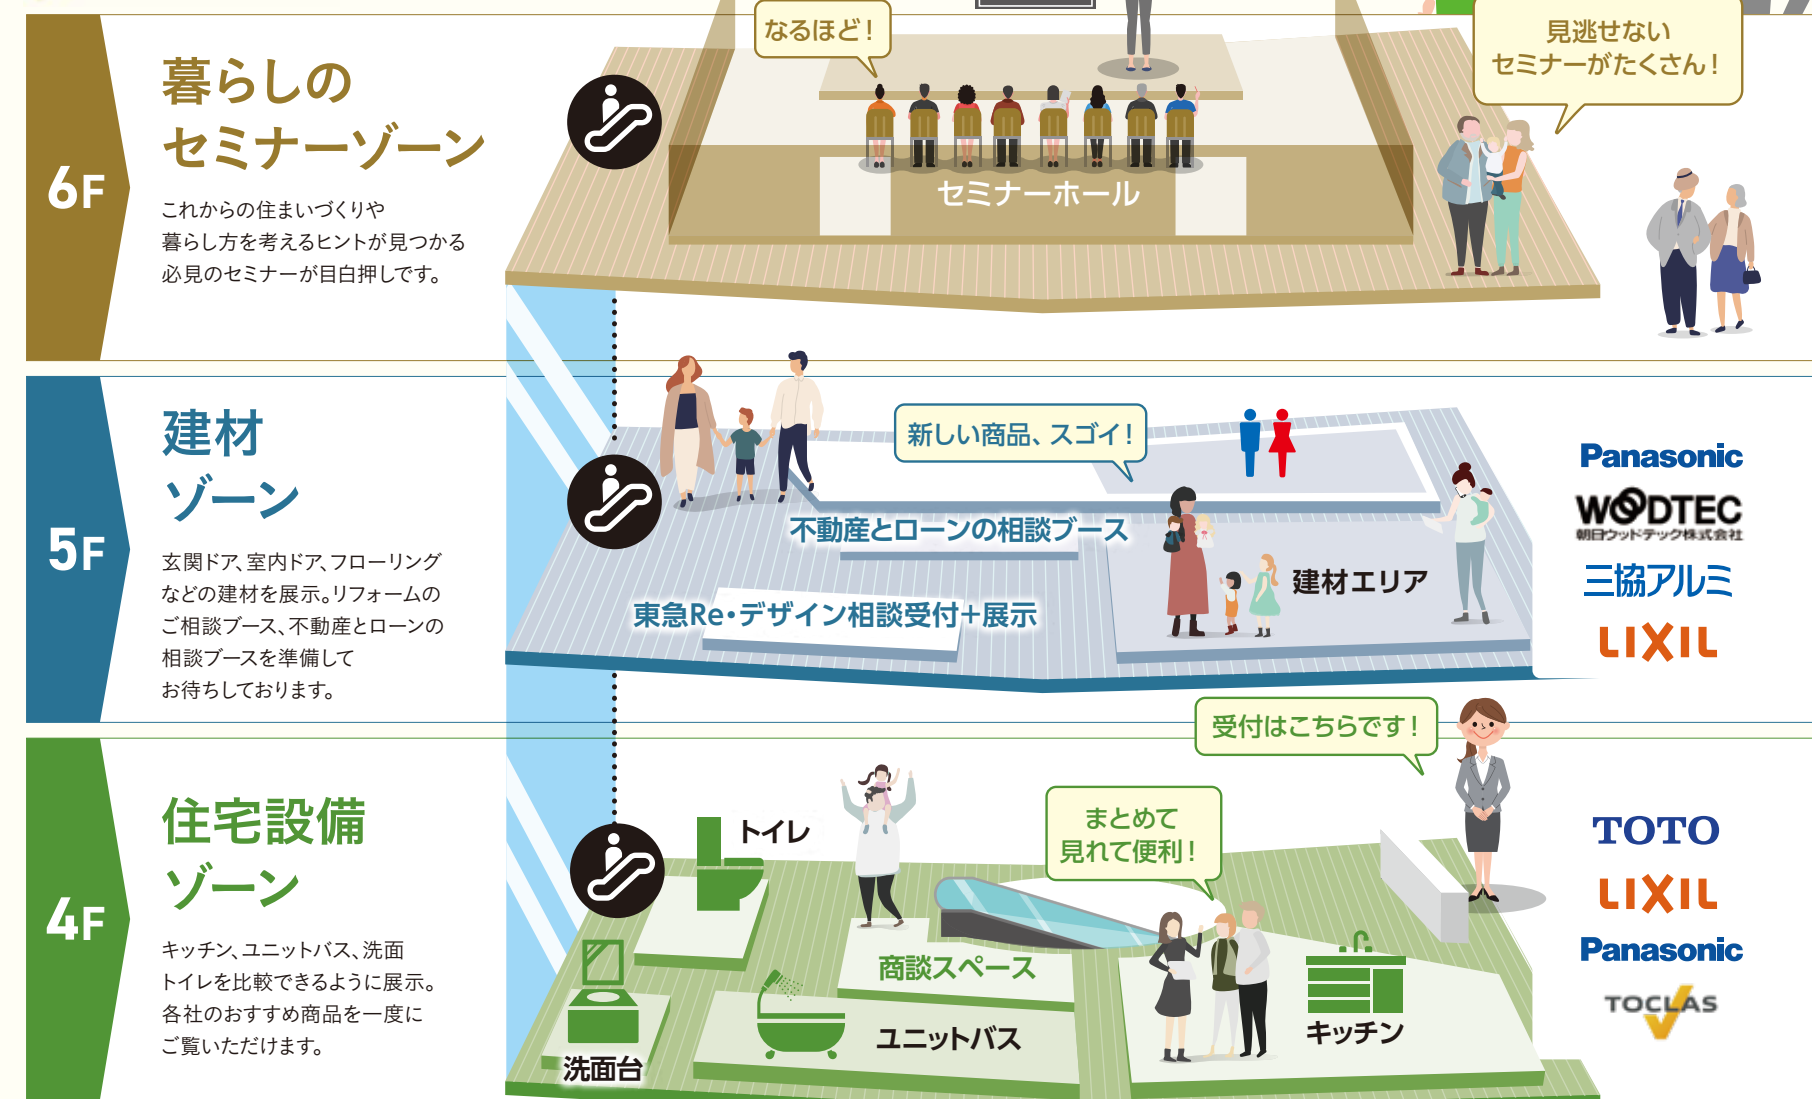 なるほど！
見逃せない
セミナーがたくさん！
6F
暮らしの
セミナーゾーン
これからの住まいづくりや
暮らし方を考えるヒントが見つかる
必見のセミナーが目白押しです。
セミナーホール
5F
建材
ゾーン
玄関ドア、室内ドア、フローリング
などの建材を展示。リフォームの
ご相談ブース、不動産とローンの
相談ブースを準備して
お待ちしております。
新しい商品、スゴイ！
不動産とローンの相談ブース
東急Re・デザイン相談受付＋展示
建材エリア
Panasonic
WOODTEC
朝日ウッドテック株式会社
三協アルミ
LIXIL
4F
住宅設備
ゾーン
キッチン、ユニットバス、洗面
トイレを比較できるように展示。
各社のおすすめ商品を一度に
ご覧いただけます。
受付はこちらです！
まとめて
見れて便利！
トイレ
商談スペース
ユニットバス
洗面台
キッチン
TOTO
LIXIL
Panasonic
TOCLAS